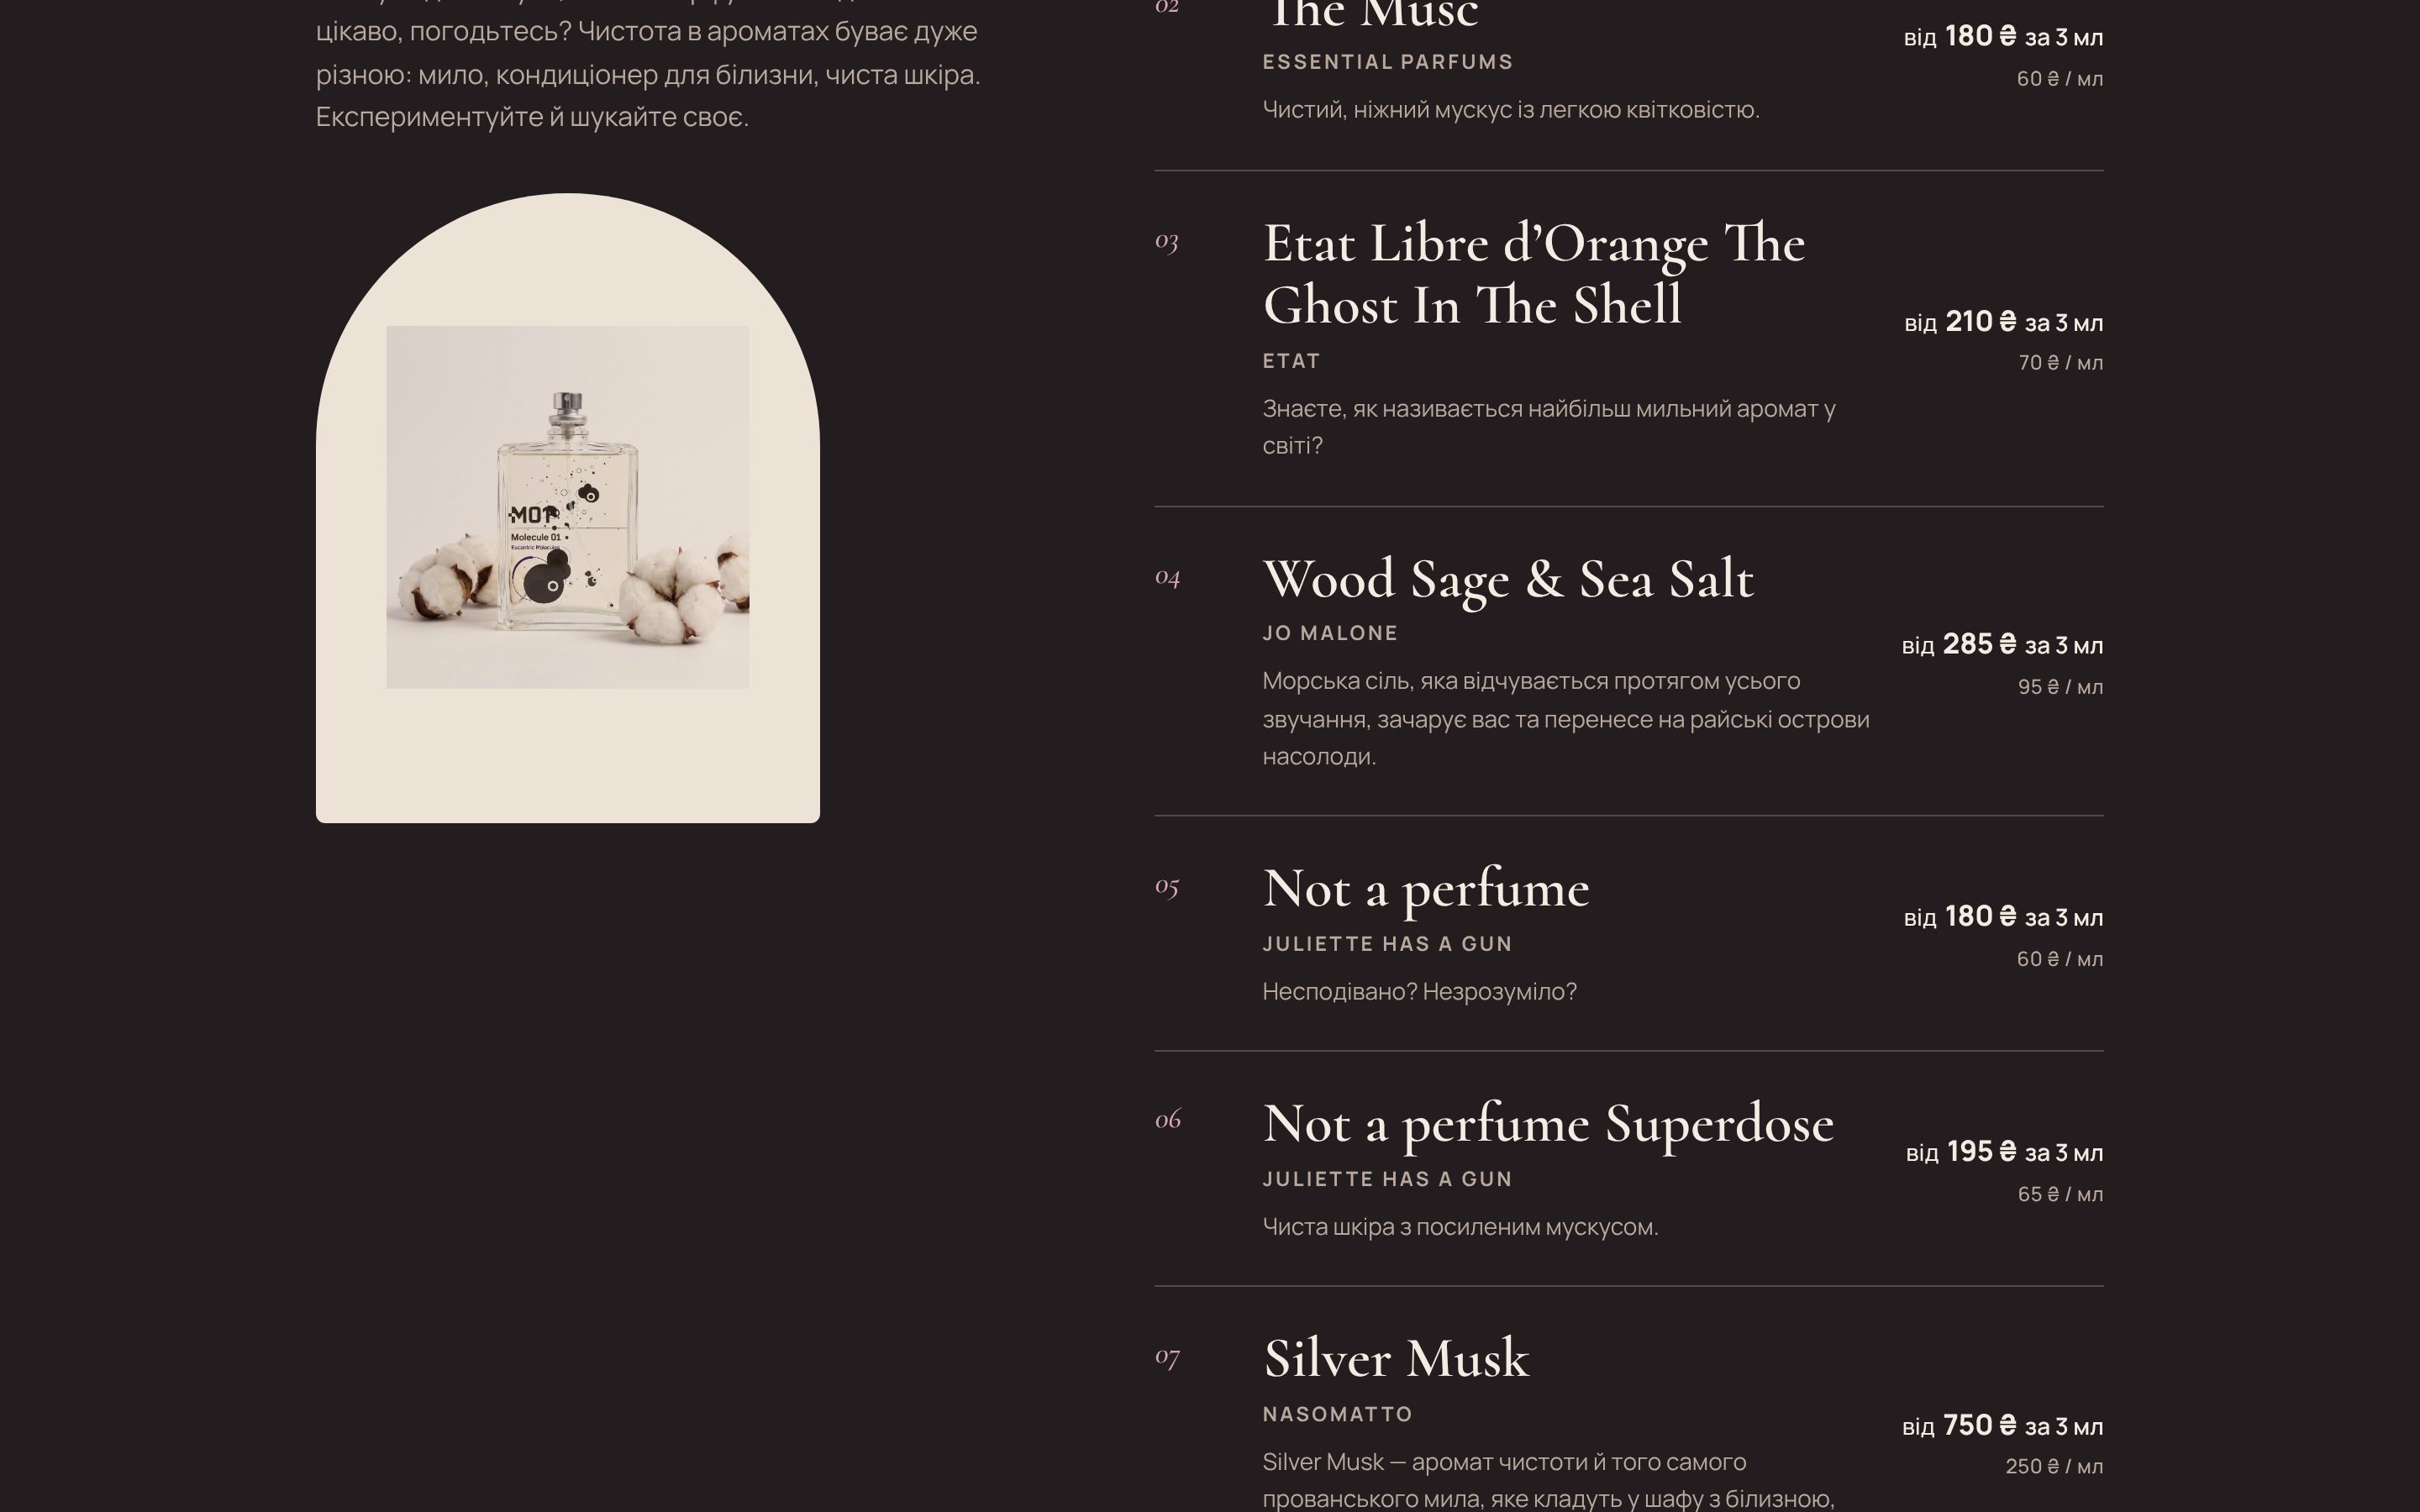 цікаво, погодьтесь? Чистота в ароматах буває дуже
різною: мило, кондиціонер для білизни, чиста шкіра.
Експериментуйте й шукайте своє.
M01
Molecule 01
Escentric Molecules
02
The Musc
ESSENTIAL PARFUMS
Чистий, ніжний мускус із легкою квітковістю.
від 180 ₴ за 3 мл
60 ₴ / мл
03
Etat Libre d’Orange The
Ghost In The Shell
ETAT
Знаєте, як називається найбільш мильний аромат у
світі?
від 210 ₴ за 3 мл
70 ₴ / мл
04
Wood Sage & Sea Salt
JO MALONE
Морська сіль, яка відчувається протягом усього
звучання, зачарує вас та перенесе на райські острови
насолоди.
від 285 ₴ за 3 мл
95 ₴ / мл
05
Not a perfume
JULIETTE HAS A GUN
Несподівано? Незрозуміло?
від 180 ₴ за 3 мл
60 ₴ / мл
06
Not a perfume Superdose
JULIETTE HAS A GUN
Чиста шкіра з посиленим мускусом.
від 195 ₴ за 3 мл
65 ₴ / мл
07
Silver Musk
NASOMATTO
Silver Musk — аромат чистоти й того самого
прованського мила, яке кладуть у шафу з білизною,
від 750 ₴ за 3 мл
250 ₴ / мл